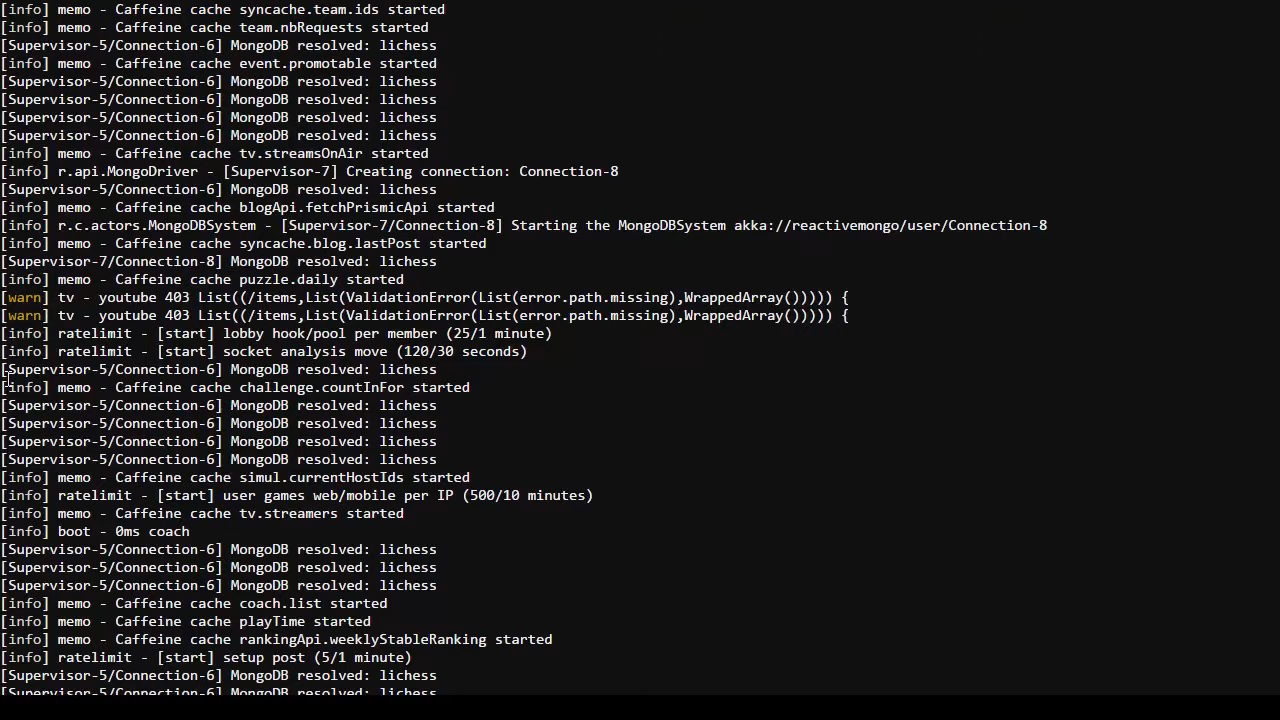 [info] memo - Caffeine cache syncache.team.ids started
[info] memo - Caffeine cache team.nbRequests started
[Supervisor-5/Connection-6] MongoDB resolved: lichess
[info] memo - Caffeine cache event.promotable started
[Supervisor-5/Connection-6] MongoDB resolved: lichess
[Supervisor-5/Connection-6] MongoDB resolved: lichess
[Supervisor-5/Connection-6] MongoDB resolved: lichess
[Supervisor-5/Connection-6] MongoDB resolved: lichess
[info] memo - Caffeine cache tv.streamsOnAir started
[info] r.api.MongoDriver - [Supervisor-7] Creating connection: Connection-8
[Supervisor-5/Connection-6] MongoDB resolved: lichess
[info] memo - Caffeine cache blogApi.fetchPrismicApi started
[info] r.c.actors.MongoDBSystem - [Supervisor-7/Connection-8] Starting the MongoDBSystem akka://reactivemongo/user/Connection-8
[info] memo - Caffeine cache syncache.blog.lastPost started
[Supervisor-7/Connection-8] MongoDB resolved: lichess
[info] memo - Caffeine cache puzzle.daily started
[warn] tv - youtube 403 List((/items,List(ValidationError(List(error.path.missing),WrappedArray())))) {
[warn] tv - youtube 403 List((/items,List(ValidationError(List(error.path.missing),WrappedArray())))) {
[info] ratelimit - [start] lobby hook/pool per member (25/1 minute)
[info] ratelimit - [start] socket analysis move (120/30 seconds)
[Supervisor-5/Connection-6] MongoDB resolved: lichess
[info] memo - Caffeine cache challenge.countInFor started
[Supervisor-5/Connection-6] MongoDB resolved: lichess
[Supervisor-5/Connection-6] MongoDB resolved: lichess
[Supervisor-5/Connection-6] MongoDB resolved: lichess
[Supervisor-5/Connection-6] MongoDB resolved: lichess
[info] memo - Caffeine cache simul.currentHostIds started
[info] ratelimit - [start] user games web/mobile per IP (500/10 minutes)
[info] memo - Caffeine cache tv.streamers started
[info] boot - 0ms coach
[Supervisor-5/Connection-6] MongoDB resolved: lichess
[Supervisor-5/Connection-6] MongoDB resolved: lichess
[Supervisor-5/Connection-6] MongoDB resolved: lichess
[info] memo - Caffeine cache coach.list started
[info] memo - Caffeine cache playTime started
[info] memo - Caffeine cache rankingApi.weeklyStableRanking started
[info] ratelimit - [start] setup post (5/1 minute)
[Supervisor-5/Connection-6] MongoDB resolved: lichess
[Supervisor-5/Connection-6] MongoDB resolved: lichess